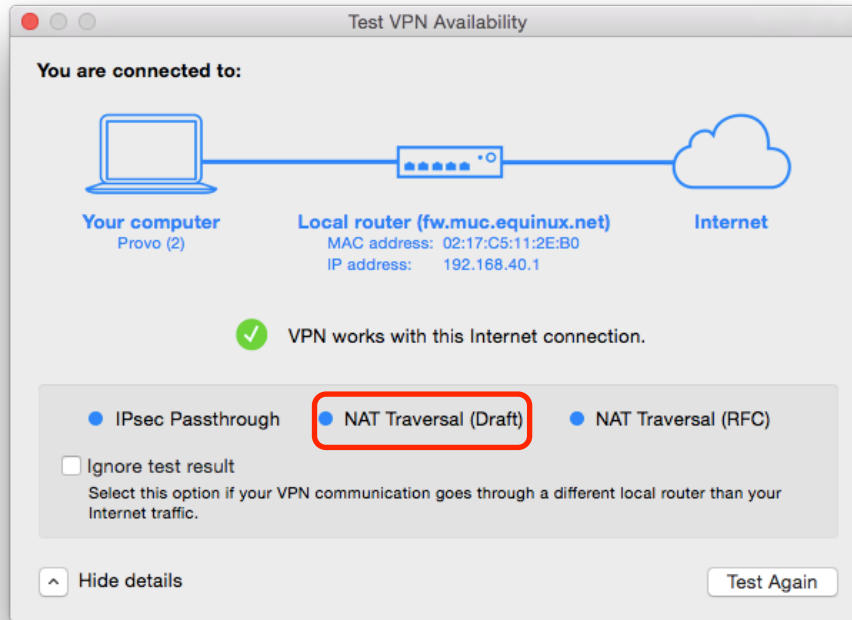 Test VPN Availability
You are connected to:
Your computer
Provo (2)
Local router (fw.muc.equinux.net)
MAC address: 02:17:C5:11:2E:B0
IP address: 192.168.40.1
Internet
VPN works with this Internet connection.
IPsec Passthrough
NAT Traversal (Draft)
NAT Traversal (RFC)
Ignore test result
Select this option if your VPN communication goes through a different local router than your
Internet traffic.
Hide details
Test Again